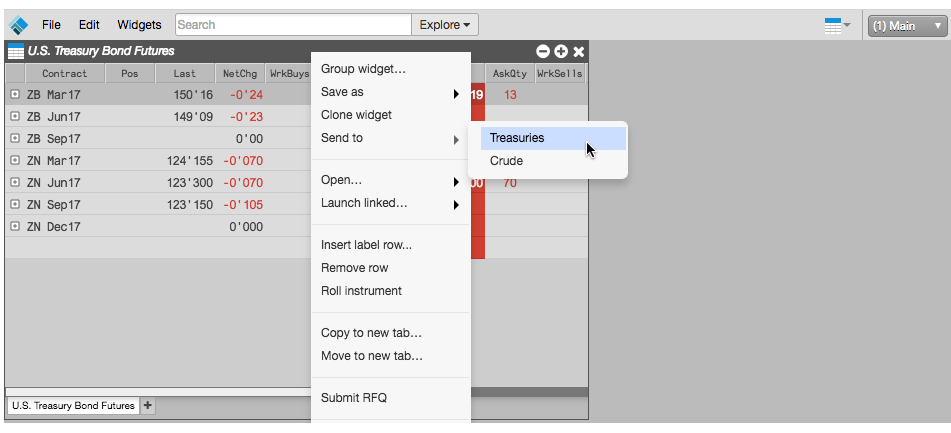 File Edit Widgets Search Explore (1) Main
U.S. Treasury Bond Futures
Contract Pos Last NetChg WrkBuys AskQty WrkSells
ZB Mar17 150'16 -0'24 19 13
ZB Jun17 149'09 -0'23
ZB Sep17 0'00
ZN Mar17 124'155 -0'070
ZN Jun17 123'300 -0'070 00 70
ZN Sep17 123'150 -0'105
ZN Dec17 0'000
Group widget...
Save as
Clone widget
Send to
Treasuries
Crude
Open...
Launch linked...
Insert label row...
Remove row
Roll instrument
Copy to new tab...
Move to new tab...
Submit RFQ
U.S. Treasury Bond Futures +